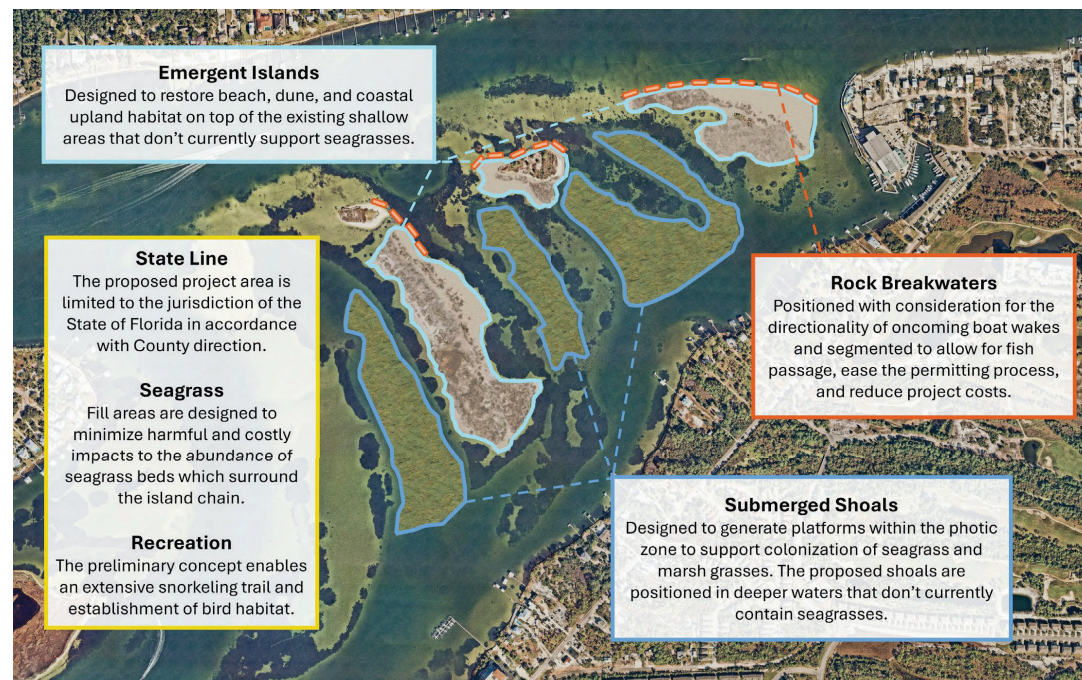 Emergent Islands
Designed to restore beach, dune, and coastal
upland habitat on top of the existing shallow
areas that don’t currently support seagrasses.
State Line
The proposed project area is
limited to the jurisdiction of the
State of Florida in accordance
with County direction.
Seagrass
Fill areas are designed to
minimize harmful and costly
impacts to the abundance of
seagrass beds which surround
the island chain.
Recreation
The preliminary concept enables
an extensive snorkeling trail and
establishment of bird habitat.
Rock Breakwaters
Positioned with consideration for the
directionality of oncoming boat wakes
and segmented to allow for fish
passage, ease the permitting process,
and reduce project costs.
Submerged Shoals
Designed to generate platforms within the photic
zone to support colonization of seagrass and
marsh grasses. The proposed shoals are
positioned in deeper waters that don’t currently
contain seagrasses.